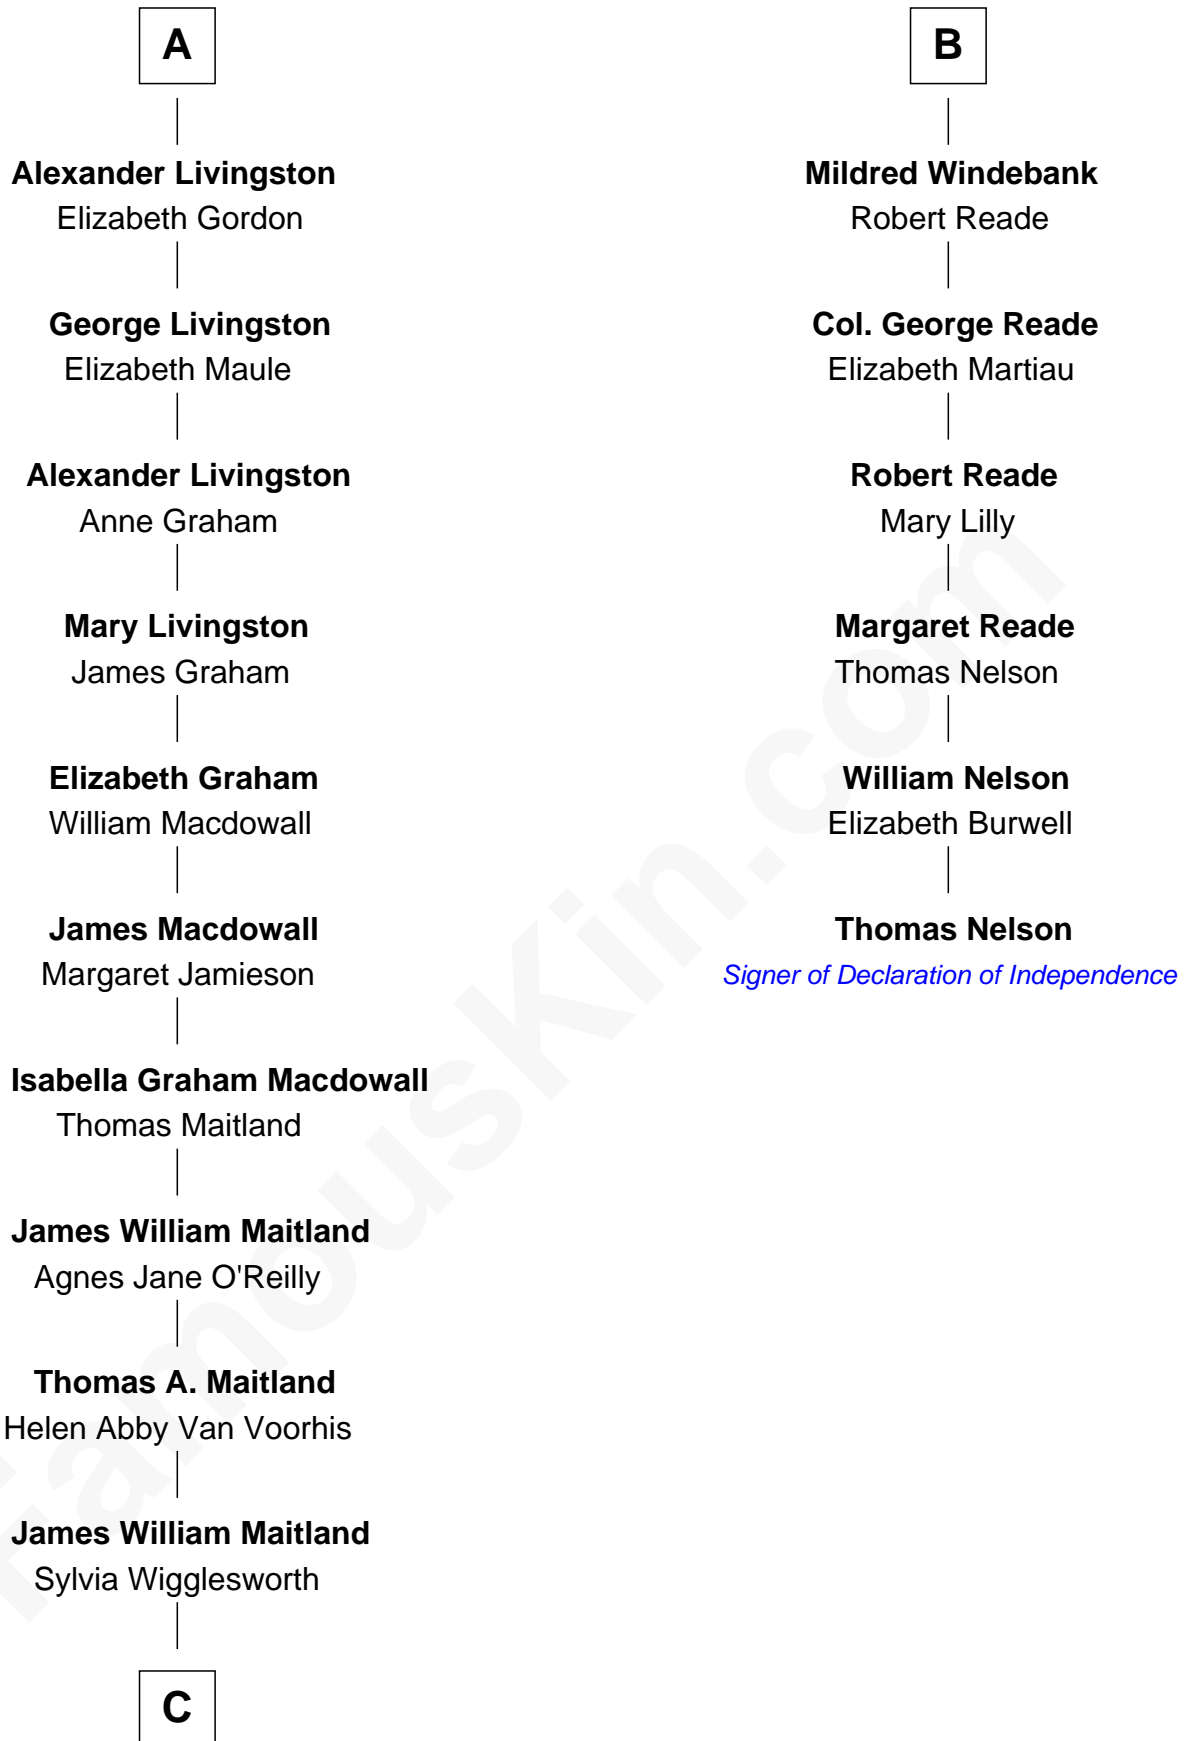 A
Alexander Livingston
Elizabeth Gordon
George Livingston
Elizabeth Maule
Alexander Livingston
Anne Graham
Mary Livingston
James Graham
Elizabeth Graham
William Macdowall
James Macdowall
Margaret Jamieson
Isabella Graham Macdowall
Thomas Maitland
James William Maitland
Agnes Jane O'Reilly
Thomas A. Maitland
Helen Abby Van Voorhis
James William Maitland
Sylvia Wigglesworth
C
B
Mildred Windebank
Robert Reade
Col. George Reade
Elizabeth Martiau
Robert Reade
Mary Lilly
Margaret Reade
Thomas Nelson
William Nelson
Elizabeth Burwell
Thomas Nelson
Signer of Declaration of Independence
FamousKin.com